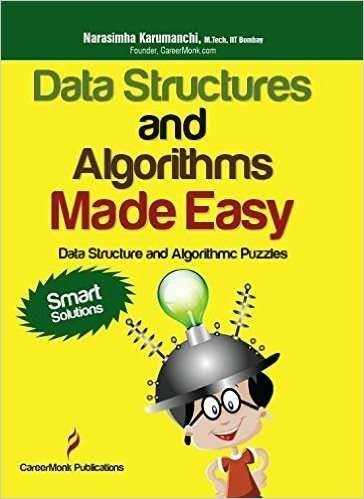 Narasimha Karumanchi, M.Tech, IIT Bombay
Founder, CareerMonk.com
Data Structures
and
Algorithms
Made Easy
Data Structure and Algorithmc Puzzles
Smart
Solutions
CareerMonk Publications